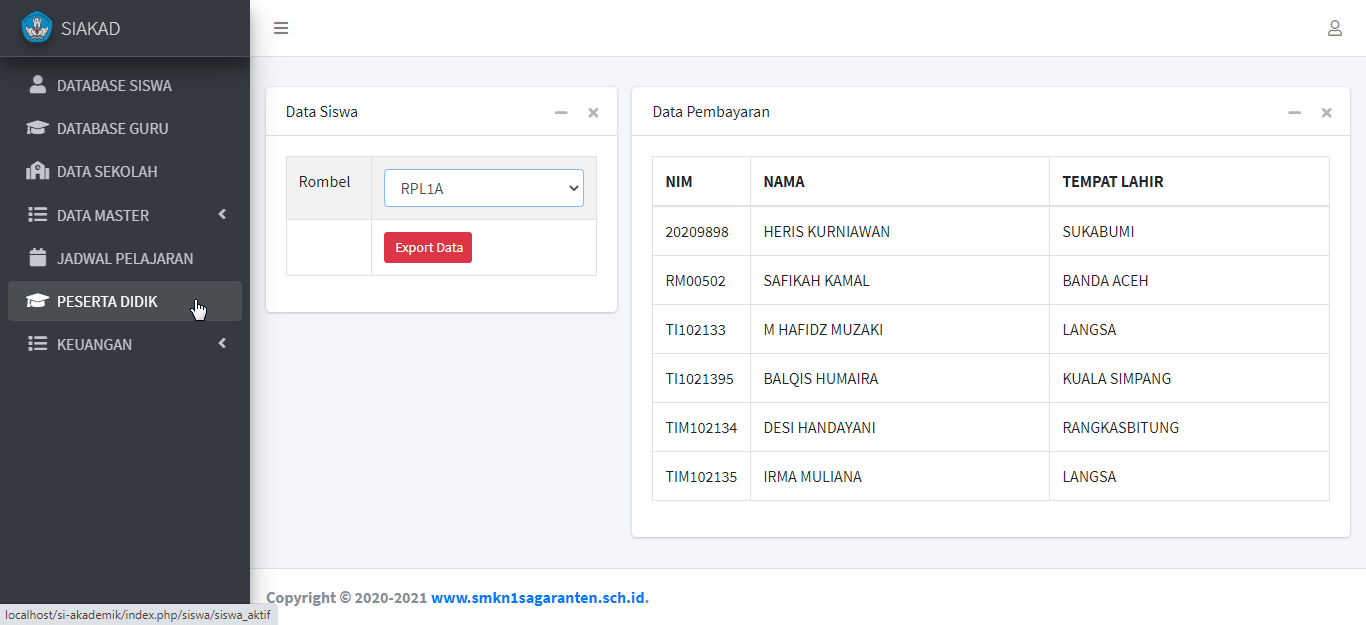 SIAKAD
DATABASE SISWA
DATABASE GURU
DATA SEKOLAH
DATA MASTER
JADWAL PELAJARAN
PESERTA DIDIK
KEUANGAN
Data Siswa
Rombel RPL1A
Export Data
Data Pembayaran
NIM NAMA TEMPAT LAHIR
20209898 HERIS KURNIAWAN SUKABUMI
RM00502 SAFIKAH KAMAL BANDA ACEH
TI102133 M HAFIDZ MUZAKI LANGSA
TI1021395 BALQIS HUMAIRA KUALA SIMPANG
TIM102134 DESI HANDAYANI RANGKASBITUNG
TIM102135 IRMA MULIANA LANGSA
Copyright © 2020-2021 www.smkn1sagaranten.sch.id.
localhost/si-akademik/index.php/siswa/siswa_aktif